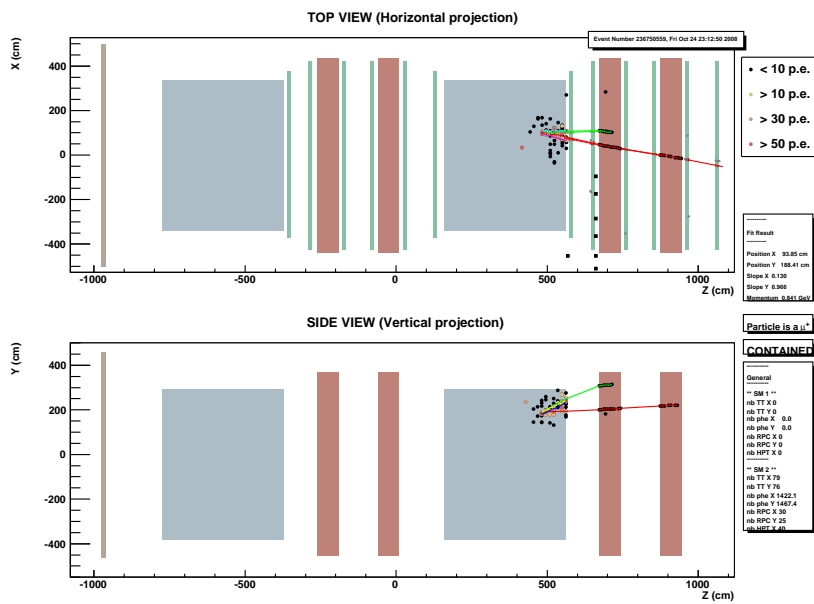 TOP VIEW (Horizontal projection)
Event Number 236750559, Fri Oct 24 23:12:50 2008
X (cm)
400
200
0
-200
-400
-1000
-500
0
500
1000
Z (cm)
< 10 p.e.
> 10 p.e.
> 30 p.e.
> 50 p.e.
----------
Fit Result
----------
Position X 93.85 cm
Position Y 188.41 cm
Slope X 0.130
Slope Y 0.966
Momentum 0.841 GeV
Particle is a μ+
CONTAINED
SIDE VIEW (Vertical projection)
Y (cm)
400
200
0
-200
-400
-1000
-500
0
500
1000
Z (cm)
----------
General
----------
** SM 1 **
nb TT X 0
nb TT Y 0
nb phe X 0.0
nb phe Y 0.0
nb RPC X 0
nb RPC Y 0
nb HPT X 0
----------
** SM 2 **
nb TT X 79
nb TT Y 76
nb phe X 1422.1
nb phe Y 1467.4
nb RPC X 30
nb RPC Y 25
nb HPT X 40